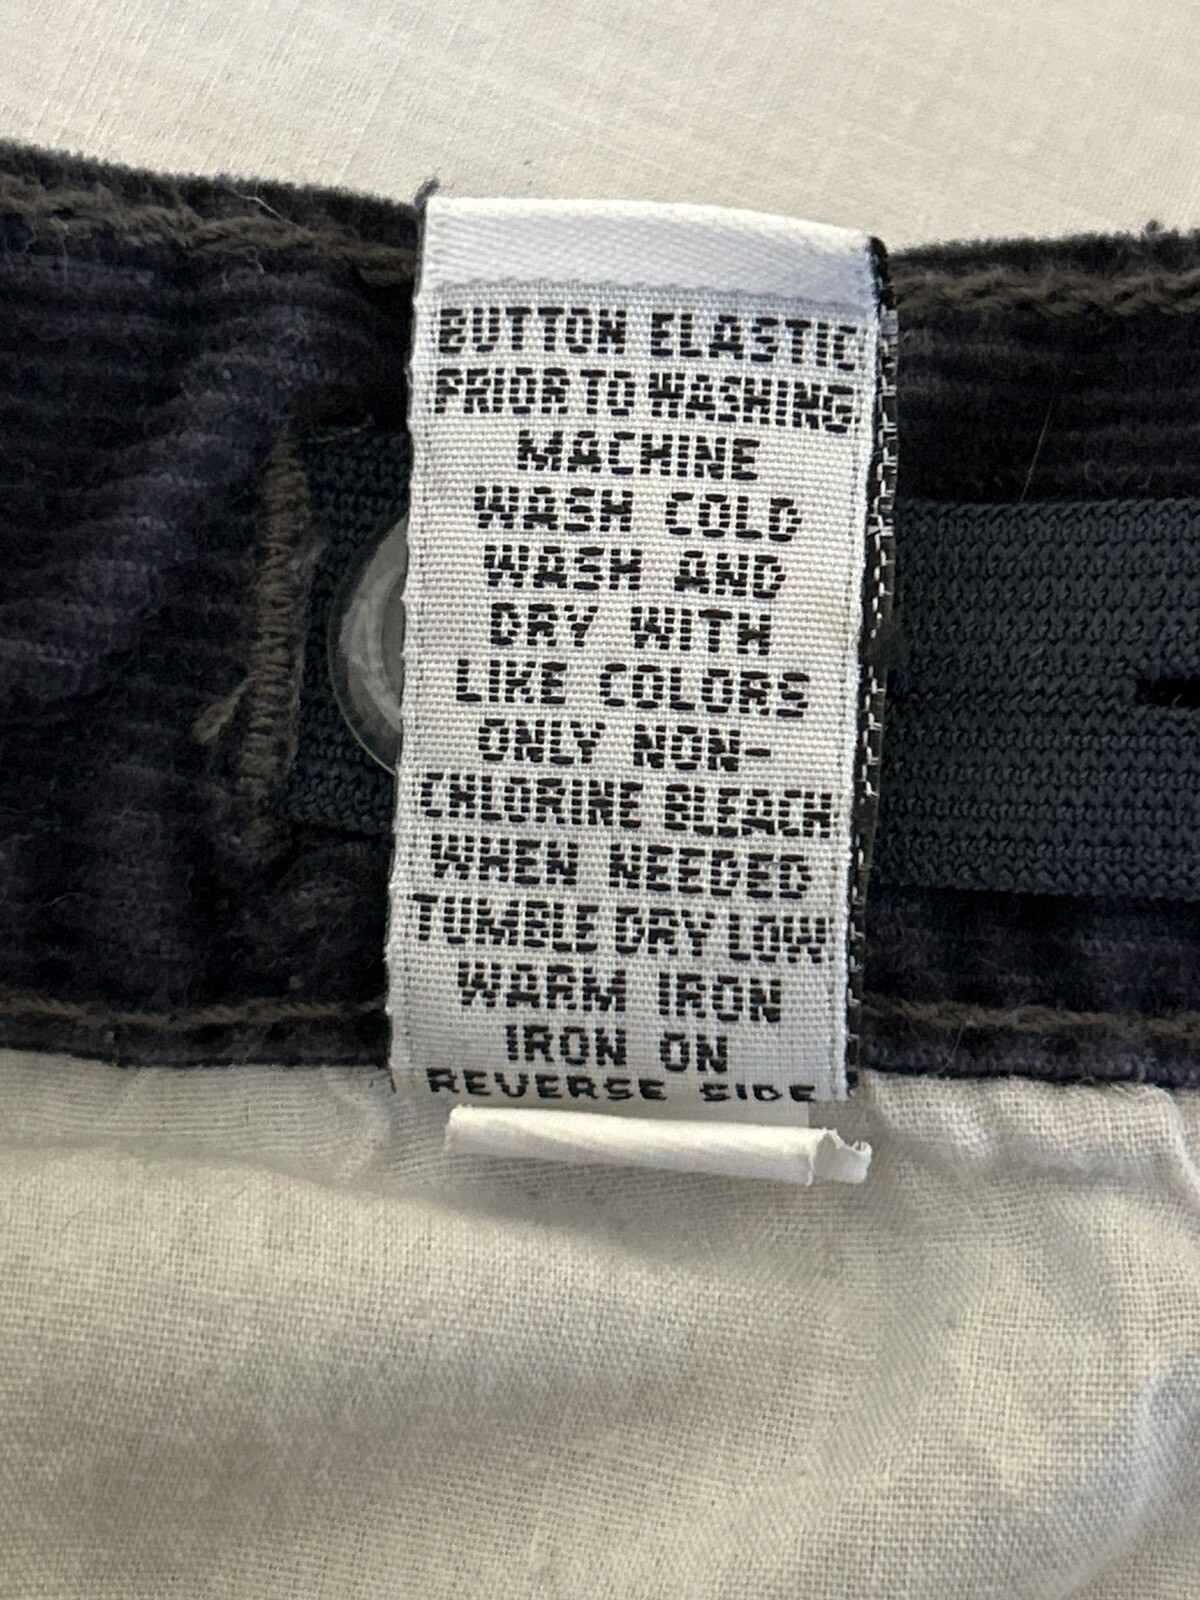 BUTTON ELASTIC
PRIOR TO WASHING.
MACHINE
WASH COLD
WASH AND
DRY WITH
LIKE COLORS
ONLY NON-
CHLORINE BLEACH
WHEN NEEDED
TUMBLE DRY LOW
WARM IRON
IRON ON
REVERSE SIDE